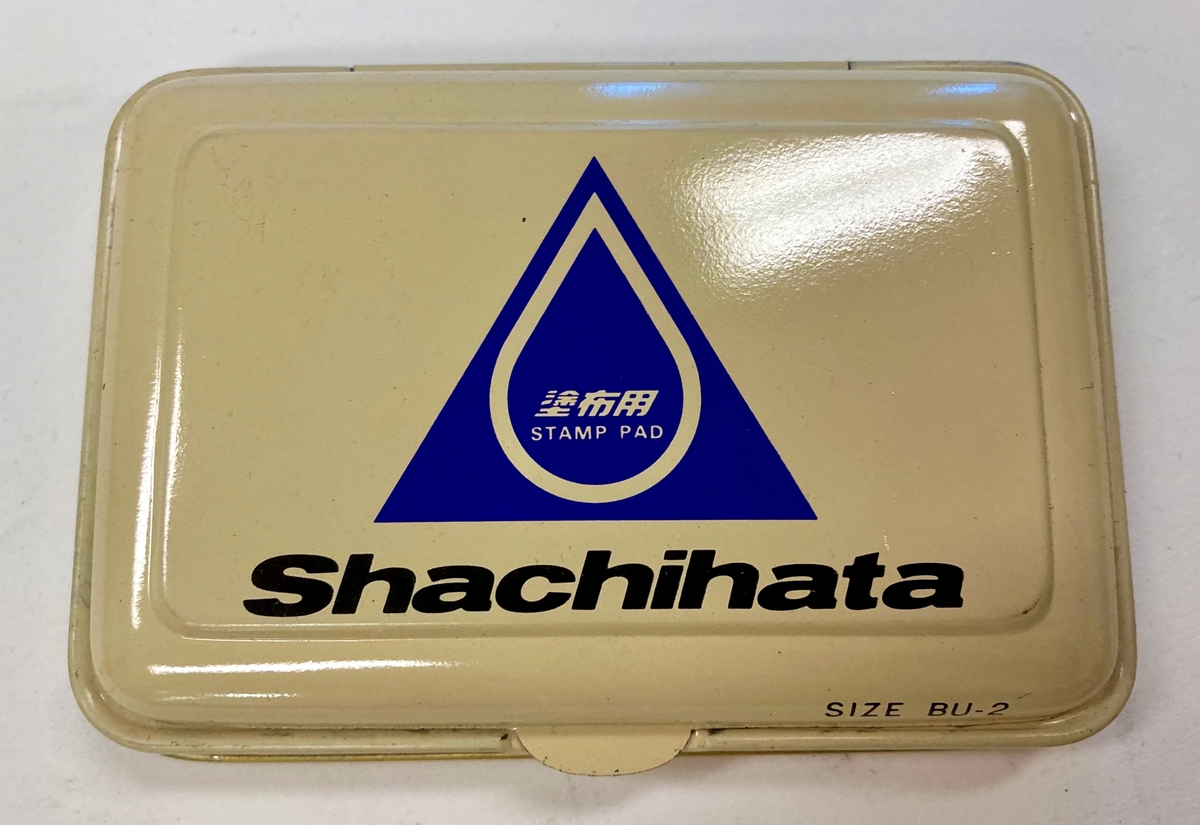 塗布用
STAMP PAD
Shachihata
SIZE BU-2